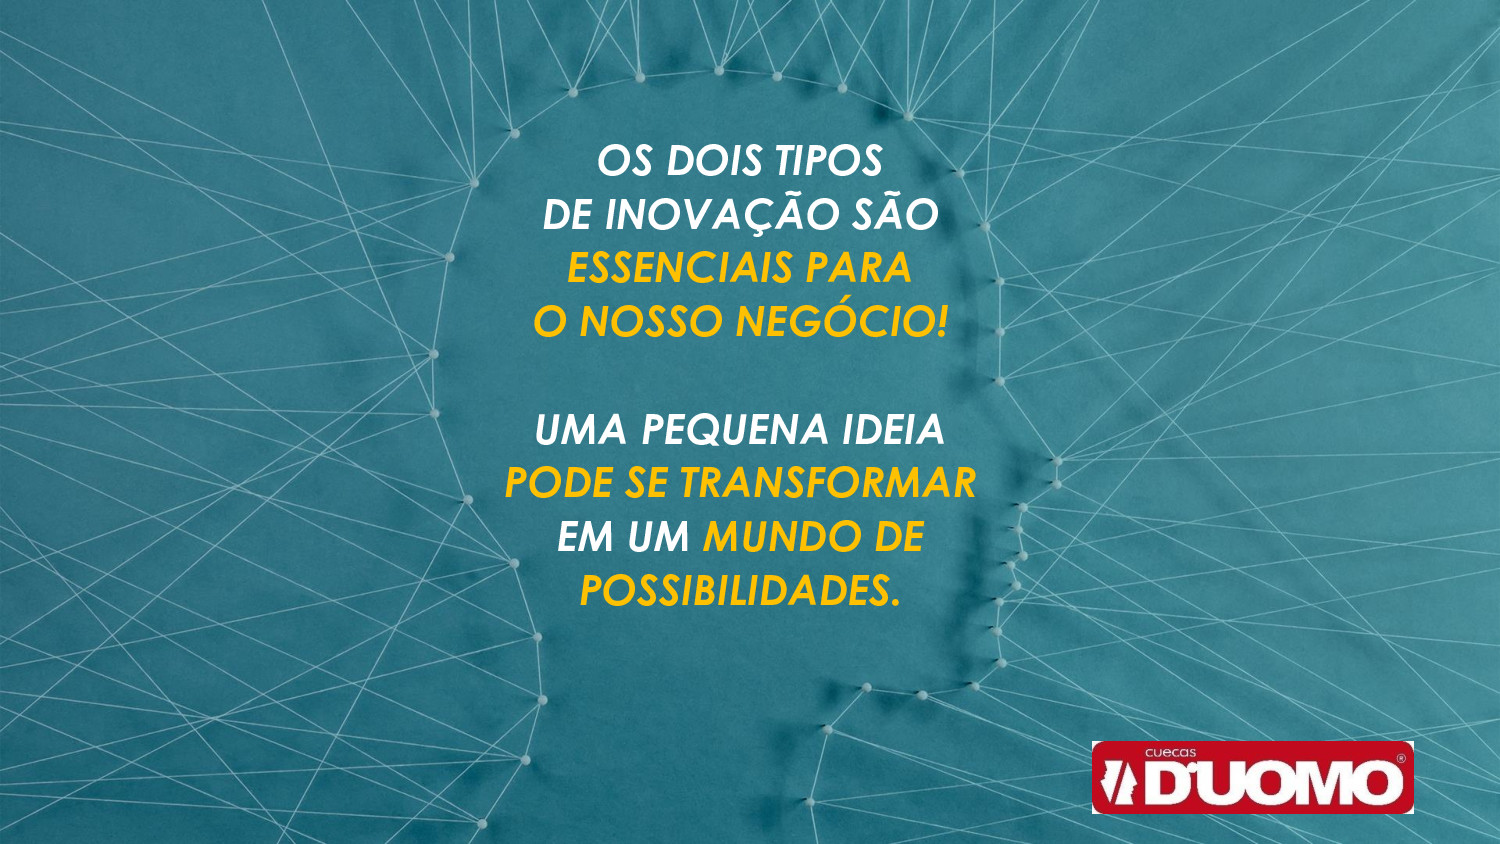 OS DOIS TIPOS
DE INOVAÇÃO SÃO
ESSENCIAIS PARA
O NOSSO NEGÓCIO!
UMA PEQUENA IDEIA
PODE SE TRANSFORMAR
EM UM MUNDO DE
POSSIBILIDADES.
cuecas
D'UOMO®